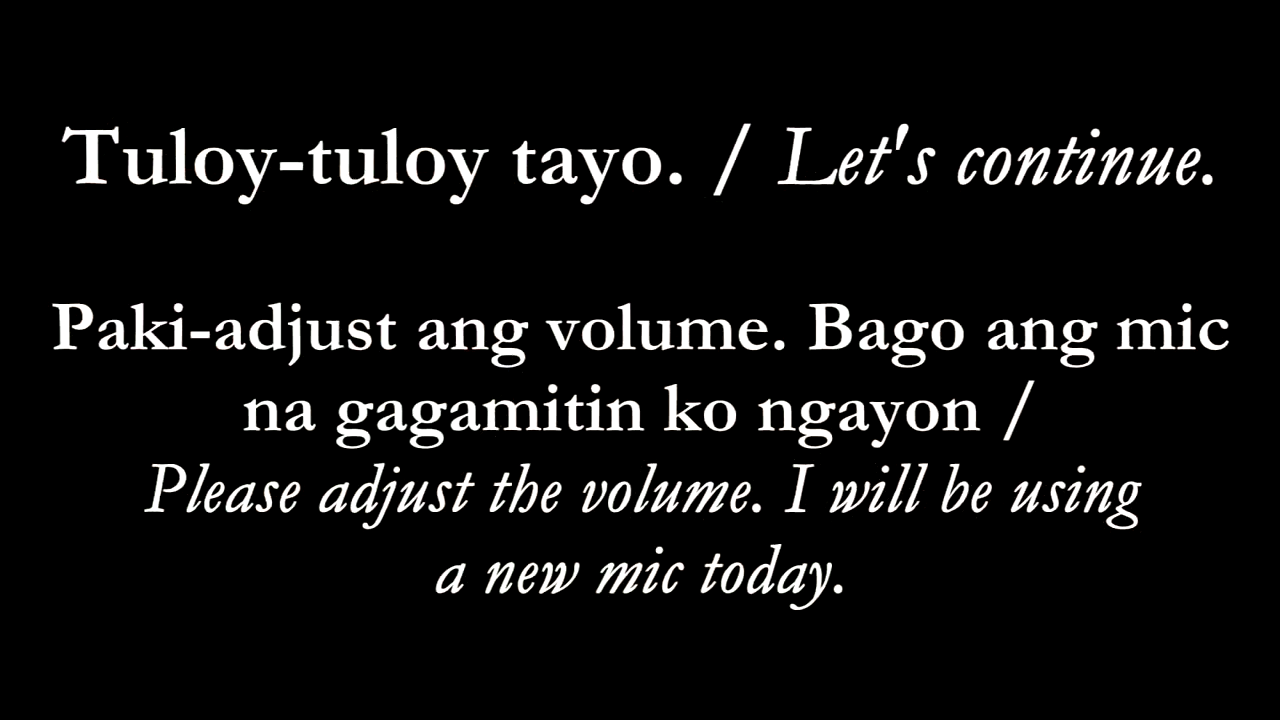 Tuloy-tuloy tayo. / Let's continue.
Paki-adjust ang volume. Bago ang mic
na gagamitin ko ngayon /
Please adjust the volume. I will be using
a new mic today.